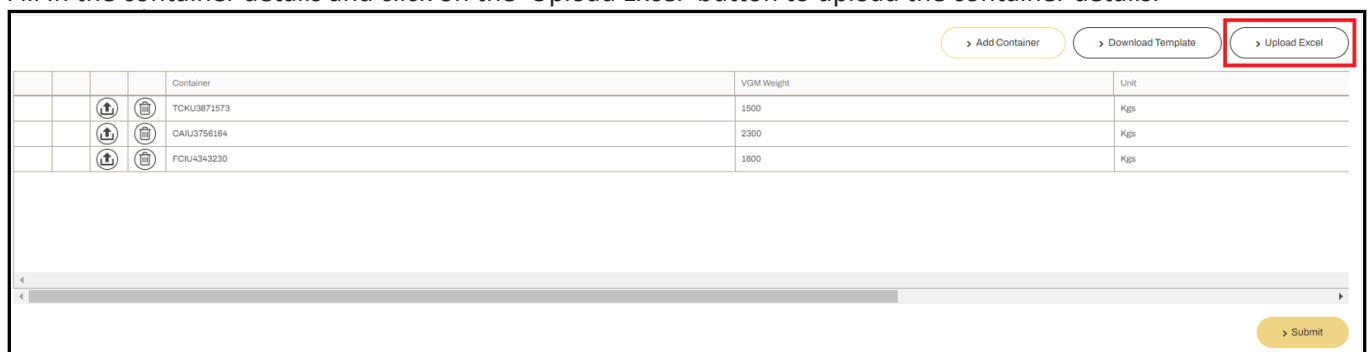 Fill in the container details and click on the 'Upload Excel' button to upload the container details.
> Add Container > Download Template > Upload Excel
Container VGM Weight Unit
TCKU3871573 1500 Kgs
CAIU3756184 2300 Kgs
FCIU4343230 1800 Kgs
> Submit